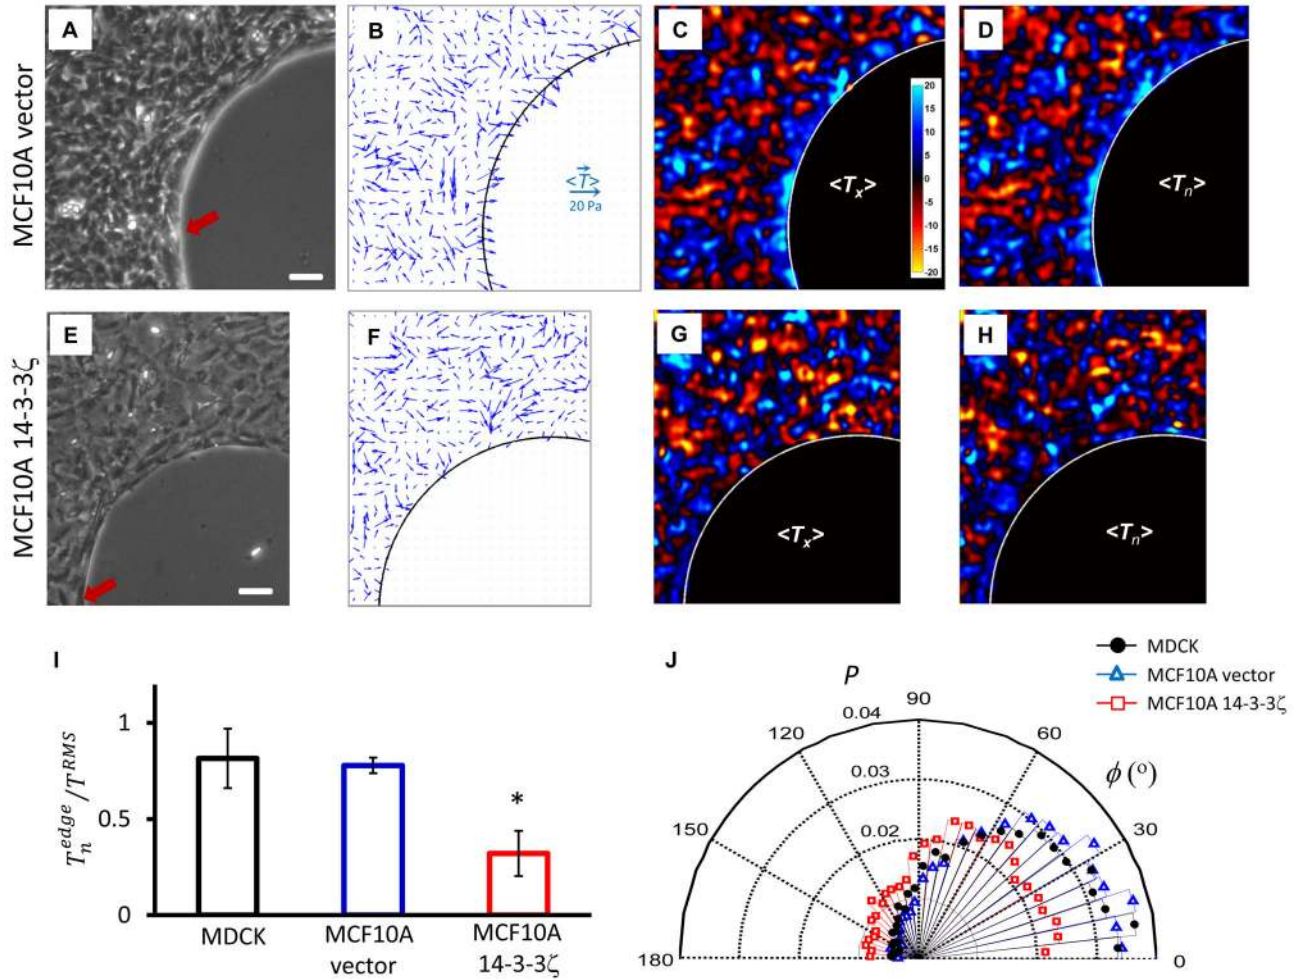 MCF10A vector
A
B
<T⃗>
20 Pa
C
<Tₓ>
20
15
10
5
0
-5
-10
-15
-20
D
<Tₙ>
MCF10A 14-3-3ζ
E
F
G
<Tₓ>
H
<Tₙ>
I
Tₙᵉᵈᵍᵉ/Tᴿᴹˢ
1
0.5
0
MDCK
MCF10A
vector
*
MCF10A
14-3-3ζ
J
MDCK
MCF10A vector
MCF10A 14-3-3ζ
P
0.04
0.03
0.02
90
120
60
ϕ (°)
150
30
180
0